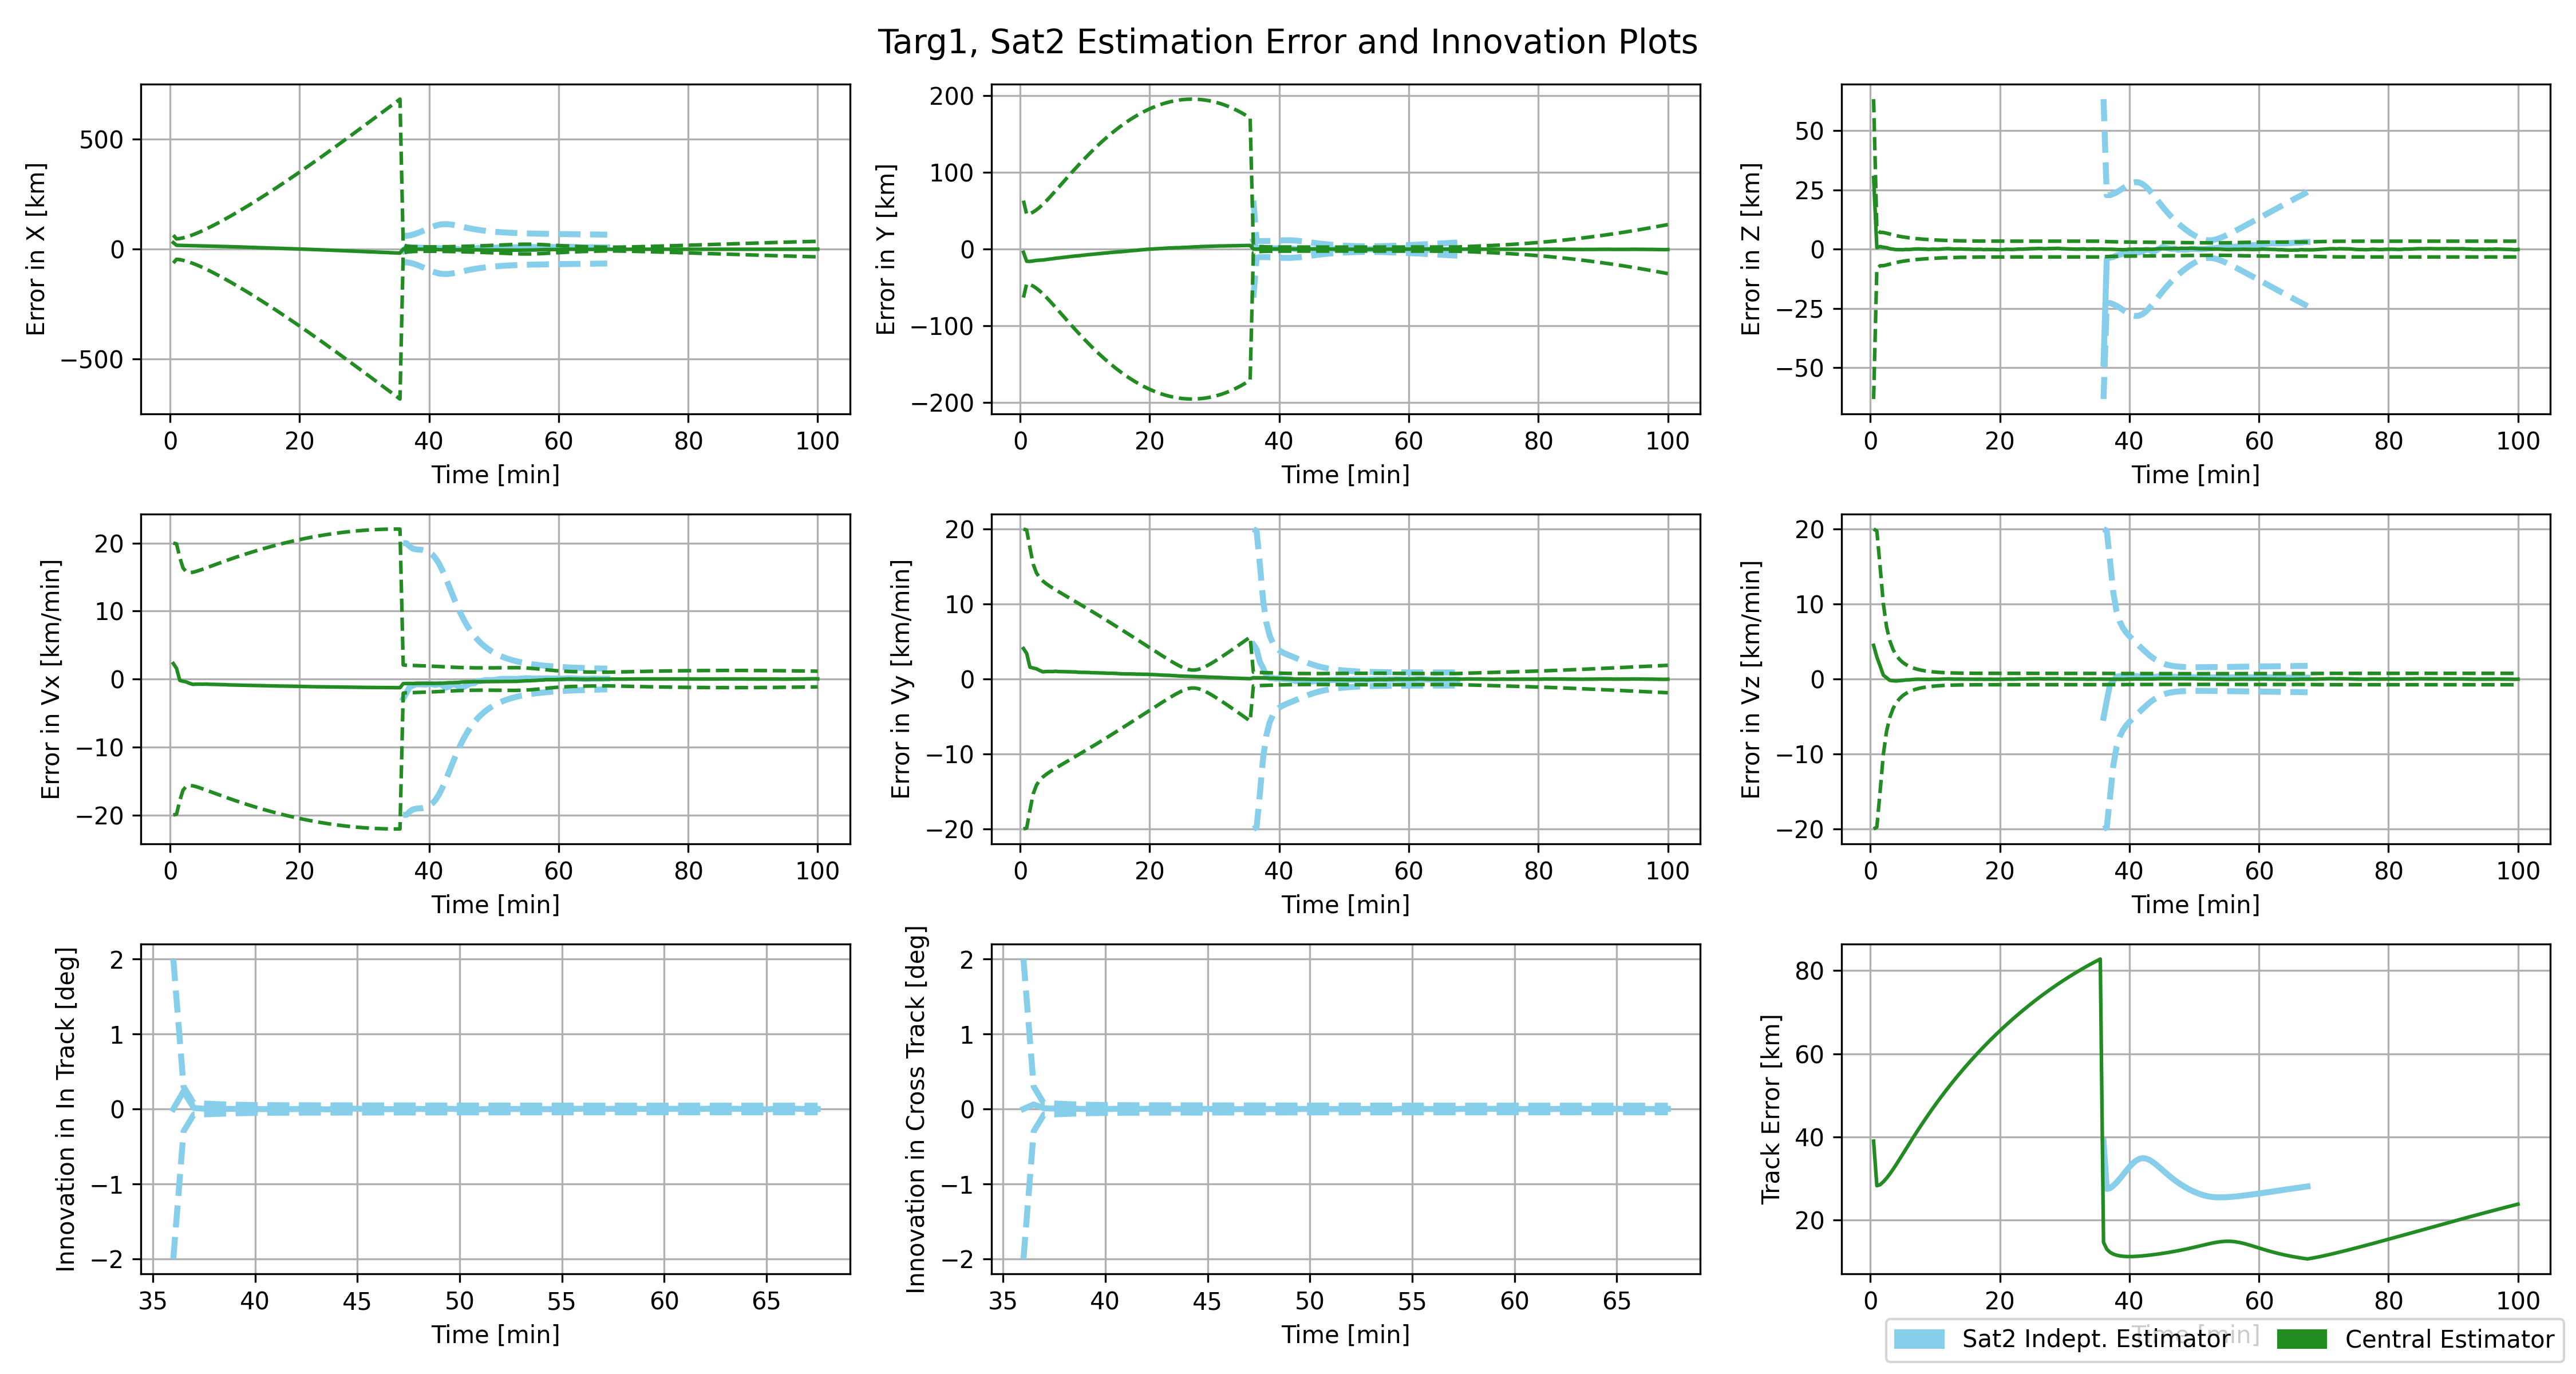 Targ1, Sat2 Estimation Error and Innovation Plots
Error in X [km]
500
0
−500
0 20 40 60 80 100
Time [min]
Error in Y [km]
200
100
0
−100
−200
0 20 40 60 80 100
Time [min]
Error in Z [km]
50
25
0
−25
−50
0 20 40 60 80 100
Time [min]
Error in Vx [km/min]
20
10
0
−10
−20
0 20 40 60 80 100
Time [min]
Error in Vy [km/min]
20
10
0
−10
−20
0 20 40 60 80 100
Time [min]
Error in Vz [km/min]
20
10
0
−10
−20
0 20 40 60 80 100
Time [min]
Innovation in In Track [deg]
2
1
0
−1
−2
35 40 45 50 55 60 65
Time [min]
Innovation in Cross Track [deg]
2
1
0
−1
−2
35 40 45 50 55 60 65
Time [min]
Track Error [km]
80
60
40
20
0 20 40 60 80 100
Time [min]
Sat2 Indept. Estimator
Central Estimator